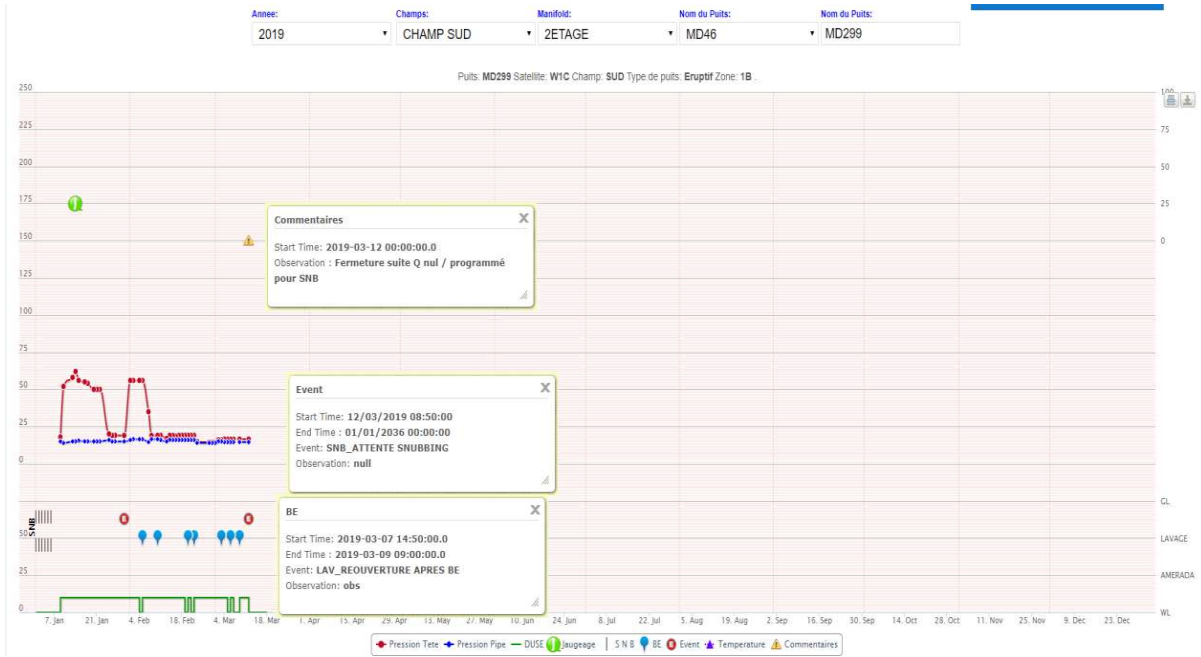 Annee: Champs: Manifold: Nom du Puits: Nom du Puits:
2019 CHAMP SUD 2ETAGE MD46 MD299
Puits: MD299 Satellite: W1C Champ: SUD Type de puits: Eruptif Zone: 1B .
250
225
200
175
150
125
100
75
50
25
0
50
25
0
100
75
50
25
0
GL
LAVAGE
AMERADA
WL
SNB
Commentaires X
Start Time: 2019-03-12 00:00:00.0
Observation : Fermeture suite Q nul / programmé
pour SNB
Event X
Start Time: 12/03/2019 08:50:00
End Time : 01/01/2036 00:00:00
Event: SNB_ATTENTE SNUBBING
Observation: null
BE X
Start Time: 2019-03-07 14:50:00.0
End Time : 2019-03-09 09:00:00.0
Event: LAV_REOUVERTURE APRES BE
Observation: obs
7. Jan 21. Jan 4. Feb 18. Feb 4. Mar 18. Mar 1. Apr 15. Apr 29. Apr 13. May 27. May 10. Jun 24. Jun 8. Jul 22. Jul 5. Aug 19. Aug 2. Sep 16. Sep 30. Sep 14. Oct 28. Oct 11. Nov 25. Nov 9. Dec 23. Dec
Pression Tete Pression Pipe DUSE Jaugeage S N B BE Event Temperature Commentaires